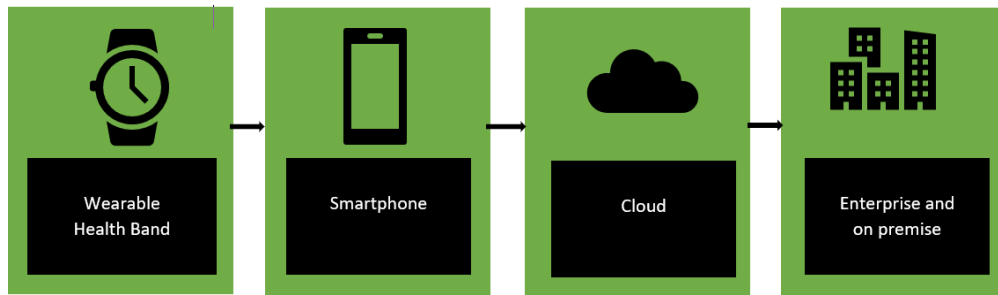 Wearable
Health Band
Smartphone
Cloud
Enterprise and
on premise